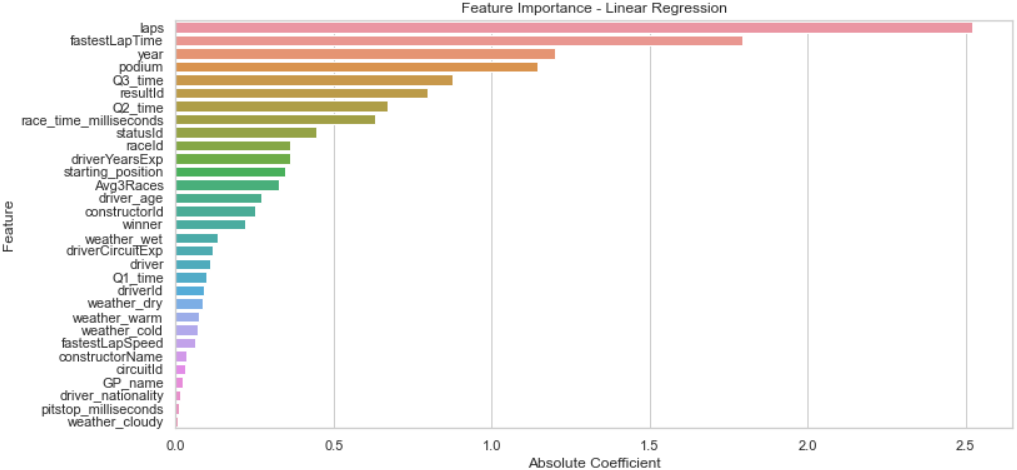 Feature Importance - Linear Regression
laps
fastestLapTime
year
podium
Q3_time
resultId
Q2_time
race_time_milliseconds
statusId
raceId
driverYearsExp
starting_position
Avg3Races
driver_age
constructorId
winner
weather_wet
driverCircuitExp
driver
Q1_time
driverId
weather_dry
weather_warm
weather_cold
fastestLapSpeed
constructorName
circuitId
GP_name
driver_nationality
pitstop_milliseconds
weather_cloudy
Feature
0.0 0.5 1.0 1.5 2.0 2.5
Absolute Coefficient